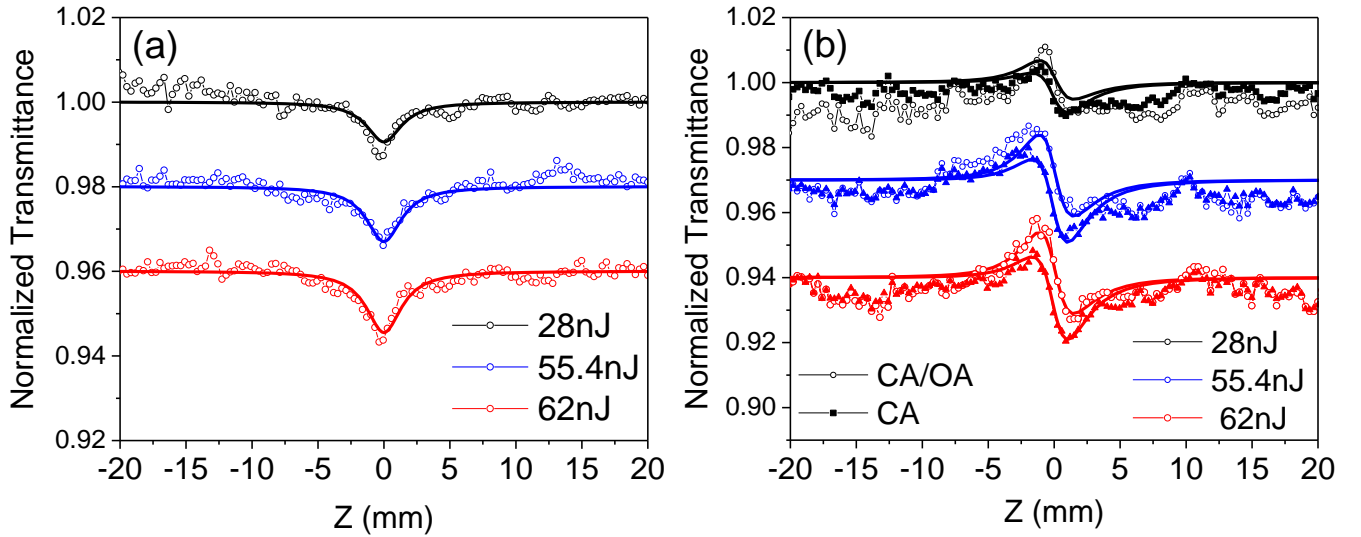 (a)
Normalized Transmittance
1.02
1.00
0.98
0.96
0.94
0.92
28nJ
55.4nJ
62nJ
-20 -15 -10 -5 0 5 10 15 20
Z (mm)
(b)
Normalized Transmittance
1.02
1.00
0.98
0.96
0.94
0.92
0.90
CA/OA
CA
28nJ
55.4nJ
62nJ
-20 -15 -10 -5 0 5 10 15 20
Z (mm)